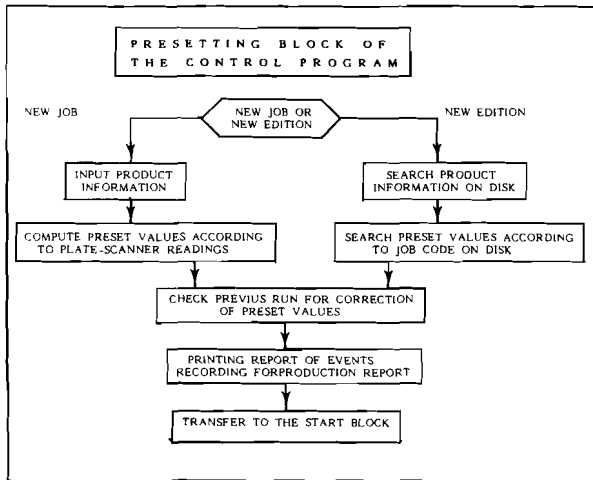 PRESETTING BLOCK OF
THE CONTROL PROGRAM
NEW JOB
NEW JOB OR
NEW EDITION
NEW EDITION
INPUT PRODUCT
INFORMATION
SEARCH PRODUCT
INFORMATION ON DISK
COMPUTE PRESET VALUES ACCORDING
TO PLATE-SCANNER READINGS
SEARCH PRESET VALUES ACCORDING
TO JOB CODE ON DISK
CHECK PREVIUS RUN FOR CORRECTION
OF PRESET VALUES
PRINTING REPORT OF EVENTS
RECORDING FORPRODUCTION REPORT
TRANSFER TO THE START BLOCK